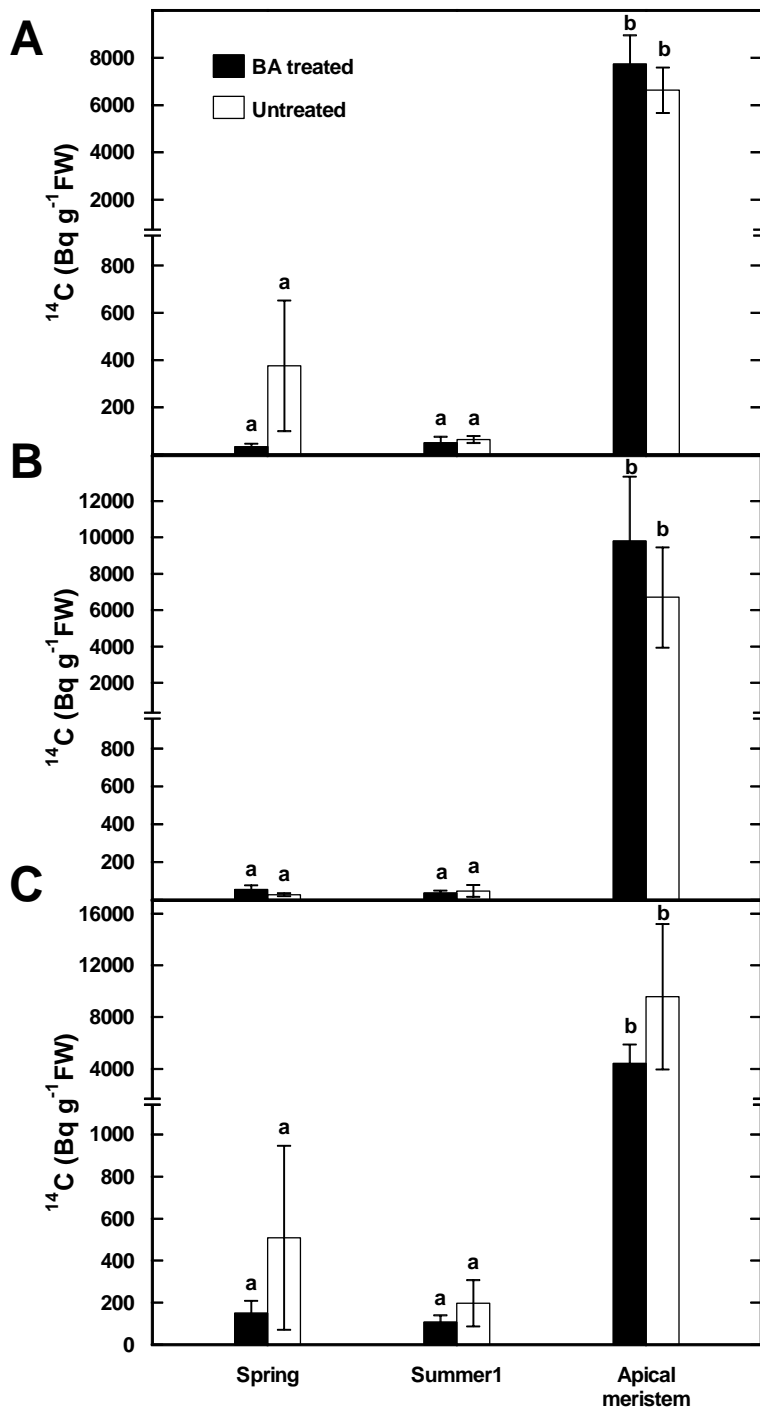 A
BA treated
Untreated
b b
8000
6000
4000
2000
800
600
400
200
a a
a a
¹⁴C (Bq g⁻¹FW)
B
b b
12000
10000
8000
6000
4000
2000
800
600
400
200
a a
a a
¹⁴C (Bq g⁻¹FW)
C
b b
16000
12000
8000
4000
1000
800
600
400
200
0
a a
a a
¹⁴C (Bq g⁻¹FW)
Spring Summer1 Apical
meristem